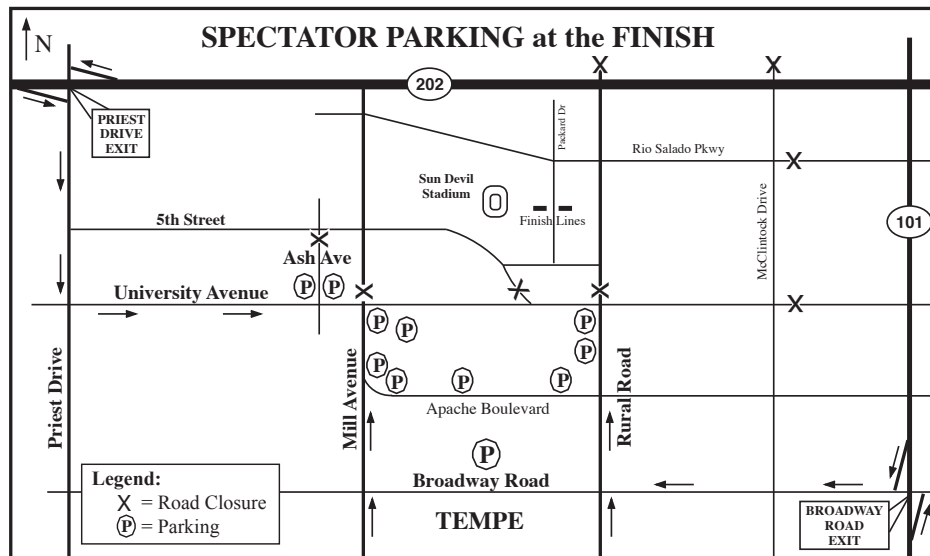 SPECTATOR PARKING at the FINISH
N
X
X
202
PRIEST
DRIVE
EXIT
Packard Dr
Rio Salado Pkwy
X
Sun Devil
Stadium
Finish Lines
5th Street
X
Ash Ave
McClintock Drive
101
P
P
X
X
X
University Avenue
X
P
P
P
P
P
P
P
P
Priest Drive
Mill Avenue
Apache Boulevard
Rural Road
P
Broadway Road
Legend:
X = Road Closure
P = Parking
TEMPE
BROADWAY
ROAD
EXIT